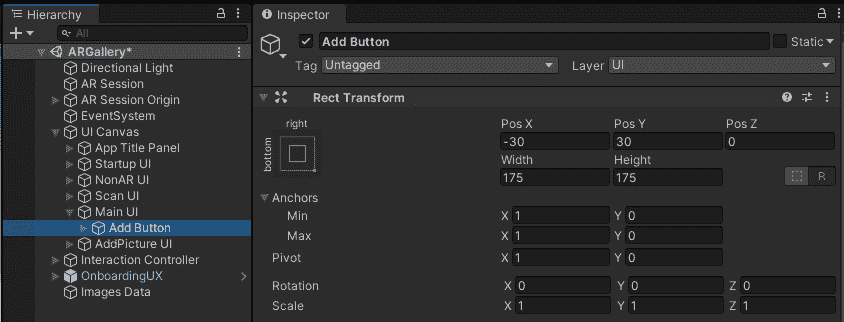 Hierarchy
All
ARGallery*
Directional Light
AR Session
AR Session Origin
EventSystem
UI Canvas
App Title Panel
Startup UI
NonAR UI
Scan UI
Main UI
Add Button
AddPicture UI
Interaction Controller
OnboardingUX
Images Data
Inspector
Add Button
Static
Tag Untagged Layer UI
Rect Transform
right
bottom
Pos X Pos Y Pos Z
-30 30 0
Width Height
175 175
R
Anchors
Min X 1 Y 0
Max X 1 Y 0
Pivot X 1 Y 0
Rotation X 0 Y 0 Z 0
Scale X 1 Y 1 Z 1